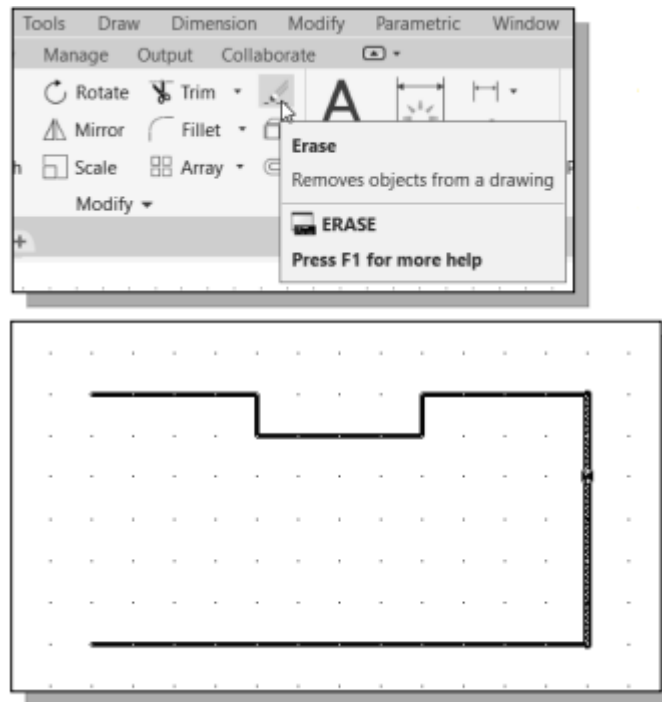 Tools Draw Dimension Modify Parametric Window
Manage Output Collaborate
Rotate Trim A
Mirror Fillet
Scale Array
Modify
Erase
Removes objects from a drawing
ERASE
Press F1 for more help